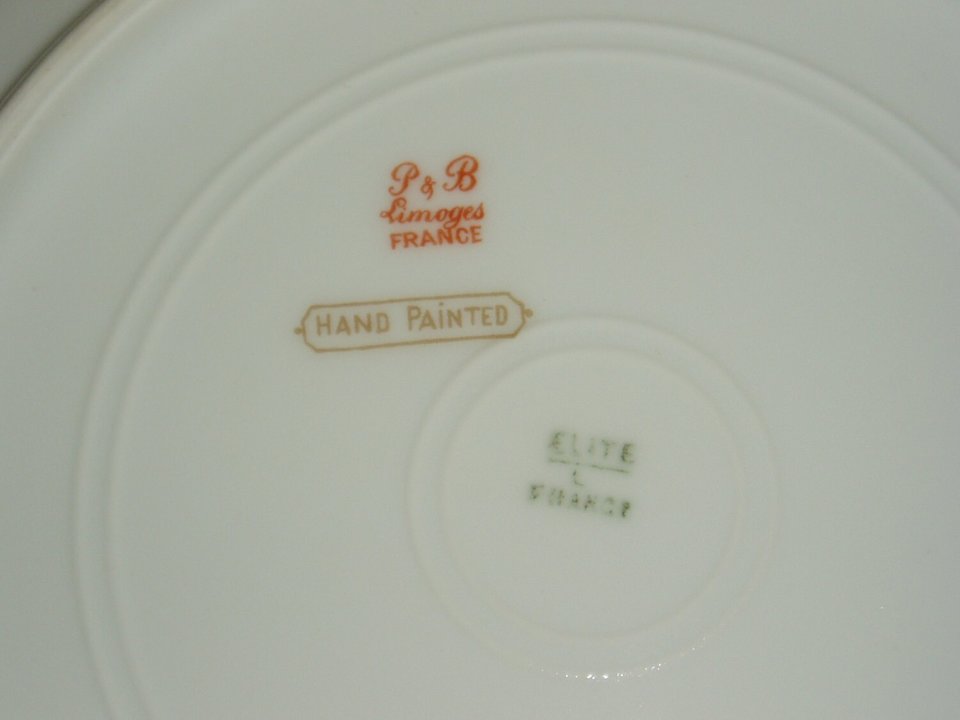 P & B
Limoges
FRANCE
HAND PAINTED
ELITE
L
FRANCE